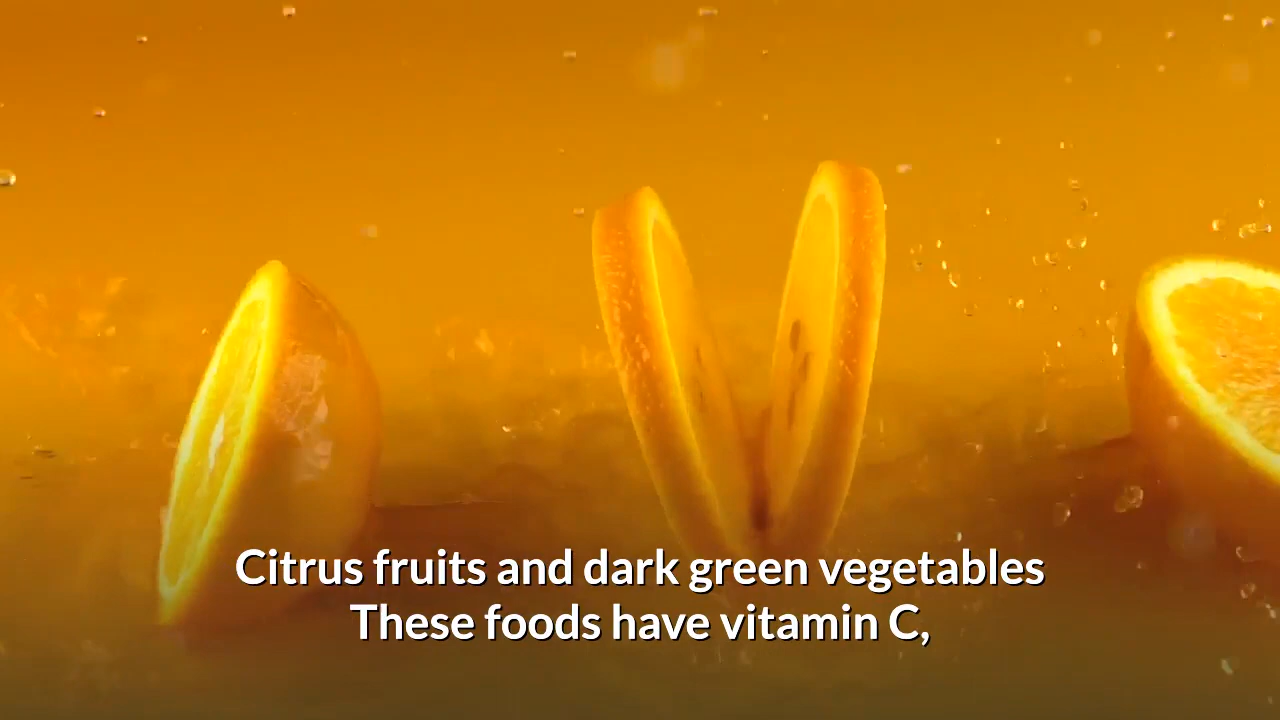 Citrus fruits and dark green vegetables
These foods have vitamin C,